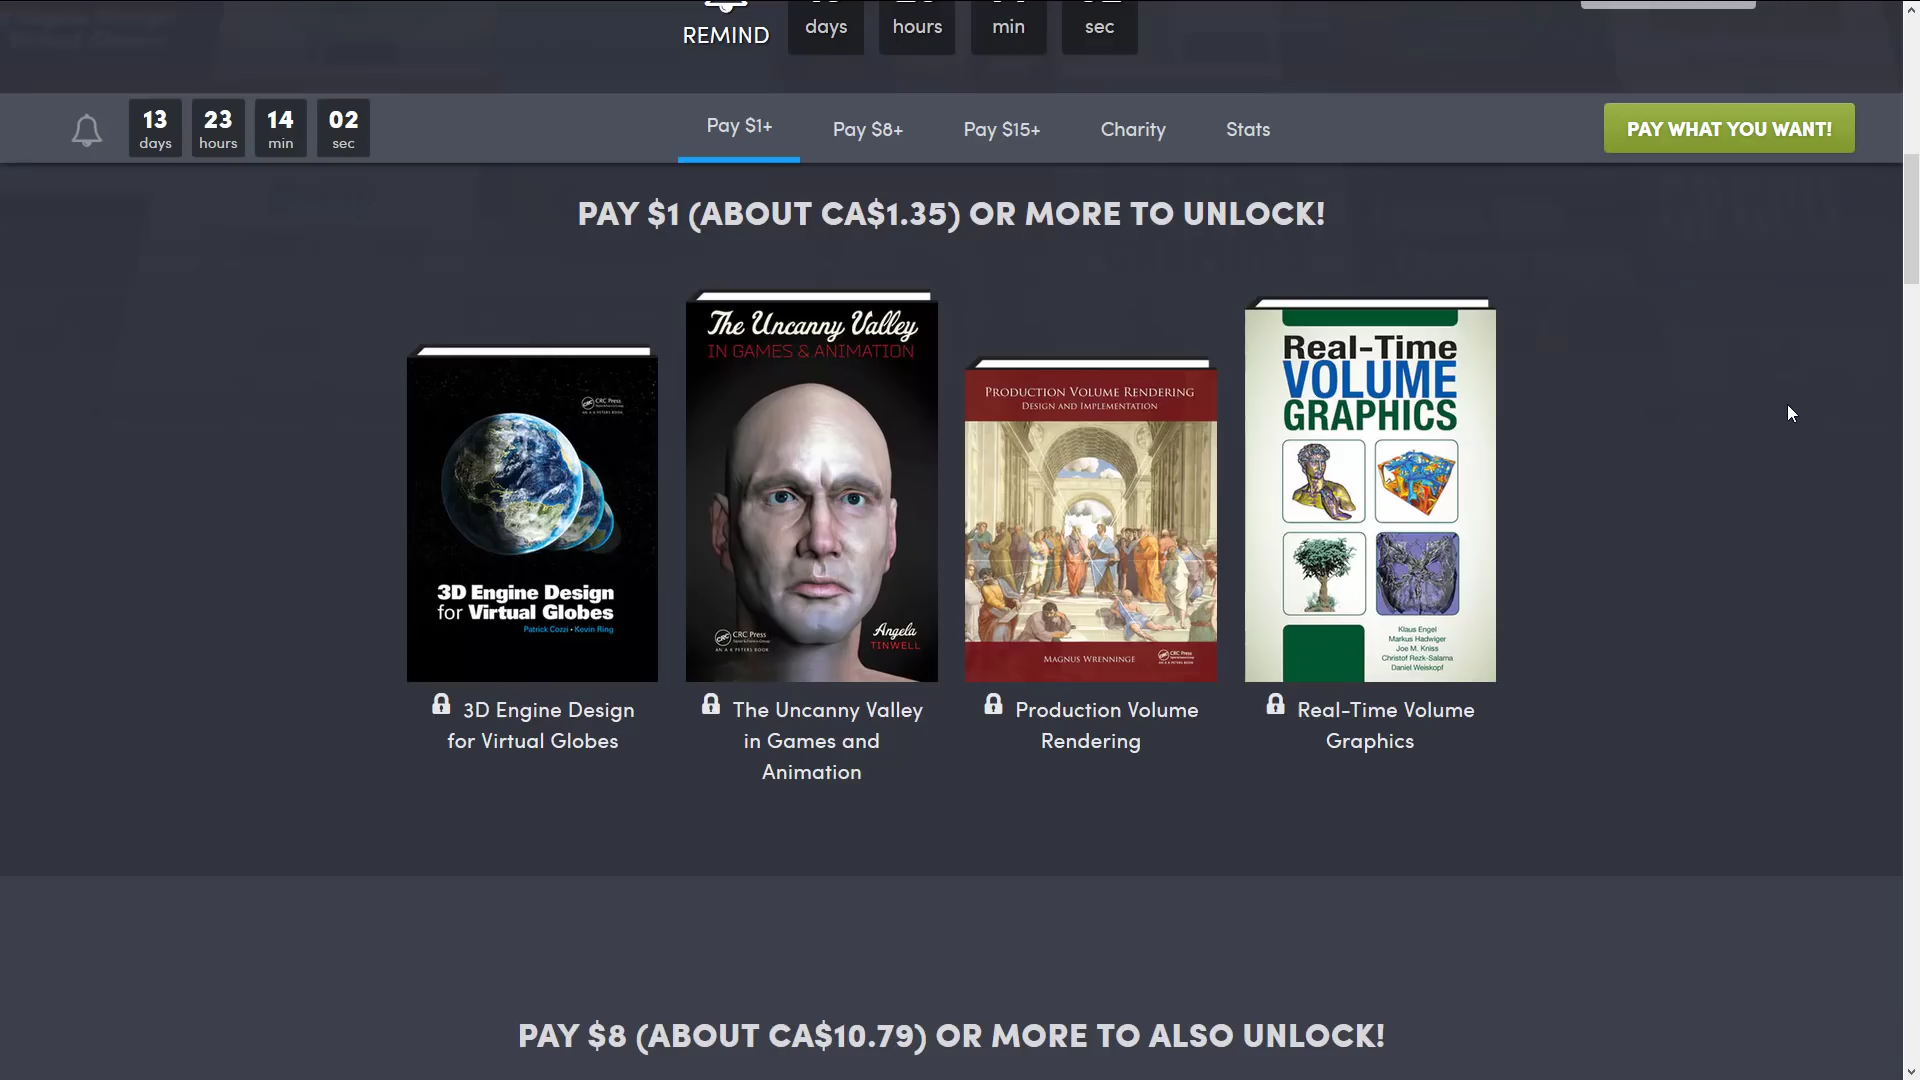 REMIND
days
hours
min
sec
13
days
23
hours
14
min
02
sec
Pay $1+
Pay $8+
Pay $15+
Charity
Stats
PAY WHAT YOU WANT!
PAY $1 (ABOUT CA$1.35) OR MORE TO UNLOCK!
CRC Press
3D Engine Design
for Virtual Globes
Patrick Cozzi • Kevin Ring
The Uncanny Valley
IN GAMES & ANIMATION
CRC Press
AN A K PETERS BOOK
Angela
TINWELL
PRODUCTION VOLUME RENDERING
DESIGN AND IMPLEMENTATION
MAGNUS WRENNINGE
CRC Press
Real-Time
VOLUME
GRAPHICS
Klaus Engel
Markus Hadwiger
Joe M. Kniss
Christof Rezk-Salama
Daniel Weiskopf
3D Engine Design
for Virtual Globes
The Uncanny Valley
in Games and
Animation
Production Volume
Rendering
Real-Time Volume
Graphics
PAY $8 (ABOUT CA$10.79) OR MORE TO ALSO UNLOCK!